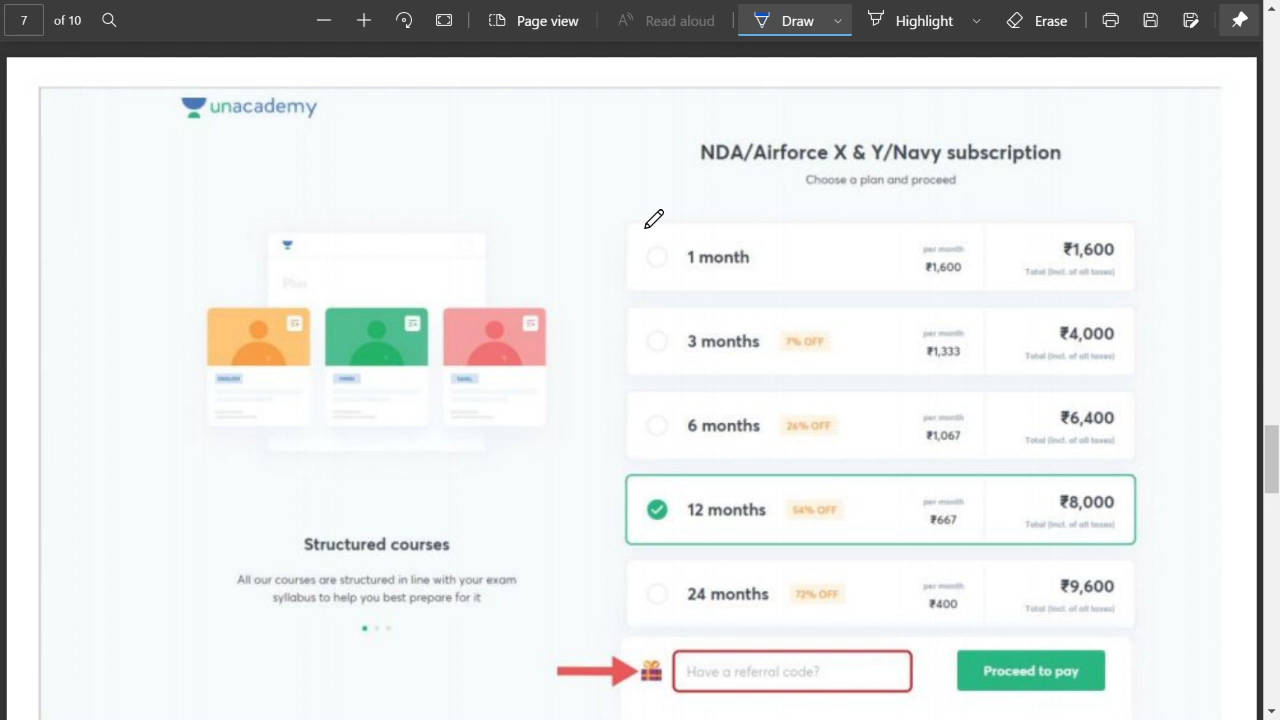 7 of 10 Page view Read aloud Draw Highlight Erase
unacademy
NDA/Airforce X & Y/Navy subscription
Choose a plan and proceed
Plus
1 month per month ₹1,600 ₹1,600 Total (Incl. of all taxes)
3 months 7% OFF per month ₹1,333 ₹4,000 Total (Incl. of all taxes)
6 months 26% OFF per month ₹1,067 ₹6,400 Total (Incl. of all taxes)
12 months 54% OFF per month ₹667 ₹8,000 Total (Incl. of all taxes)
24 months 72% OFF per month ₹400 ₹9,600 Total (Incl. of all taxes)
ENGLISH HINDI TAMIL
Structured courses
All our courses are structured in line with your exam
syllabus to help you best prepare for it
Have a referral code? Proceed to pay